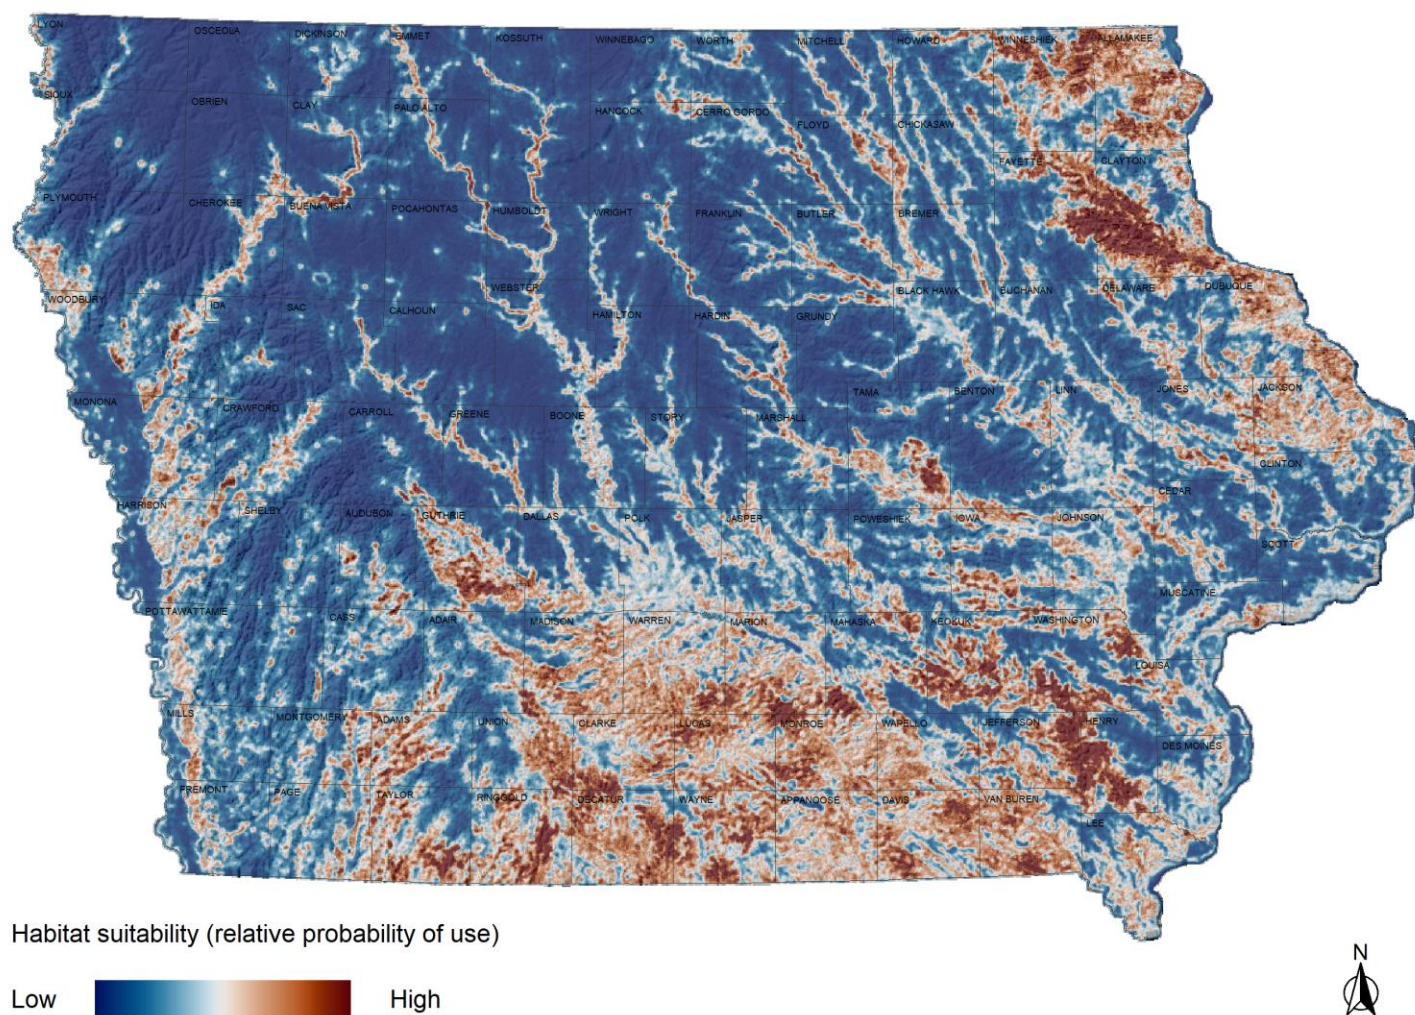 LYON
OSCEOLA
DICKINSON
EMMET
KOSSUTH
WINNEBAGO
WORTH
MITCHELL
HOWARD
WINNESHIEK
ALLAMAKEE
SIOUX
OBRIEN
CLAY
PALO ALTO
HANCOCK
CERRO GORDO
FLOYD
CHICKASAW
FAYETTE
CLAYTON
PLYMOUTH
CHEROKEE
BUENA VISTA
POCAHONTAS
HUMBOLDT
WRIGHT
FRANKLIN
BUTLER
BREMER
WOODBURY
IDA
SAC
CALHOUN
WEBSTER
HAMILTON
HARDIN
GRUNDY
BLACK HAWK
BUCHANAN
DELAWARE
DUBUQUE
MONONA
CRAWFORD
CARROLL
GREENE
BOONE
STORY
MARSHALL
TAMA
BENTON
LINN
JONES
JACKSON
HARRISON
SHELBY
AUDUBON
GUTHRIE
DALLAS
POLK
JASPER
POWESHIEK
IOWA
JOHNSON
CEDAR
CLINTON
SCOTT
MUSCATINE
POTTAWATTAMIE
CASS
ADAIR
MADISON
WARREN
MARION
MAHASKA
KEOKUK
WASHINGTON
LOUISA
MILLS
MONTGOMERY
ADAMS
UNION
CLARKE
LUCAS
MONROE
WAPELLO
JEFFERSON
HENRY
DES MOINES
FREMONT
PAGE
TAYLOR
RINGGOLD
DECATUR
WAYNE
APPANOOSE
DAVIS
VAN BUREN
LEE
Habitat suitability (relative probability of use)
Low High
N